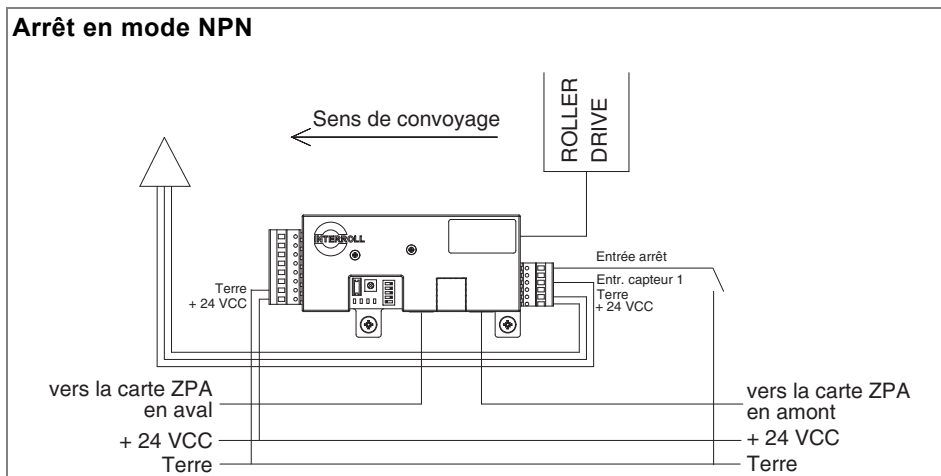 Arrêt en mode NPN
Sens de convoyage
ROLLER
DRIVE
INTERROLL
Entrée arrêt
Entr. capteur 1
Terre
+ 24 VCC
Terre
+ 24 VCC
vers la carte ZPA
en aval
vers la carte ZPA
en amont
+ 24 VCC
+ 24 VCC
Terre
Terre